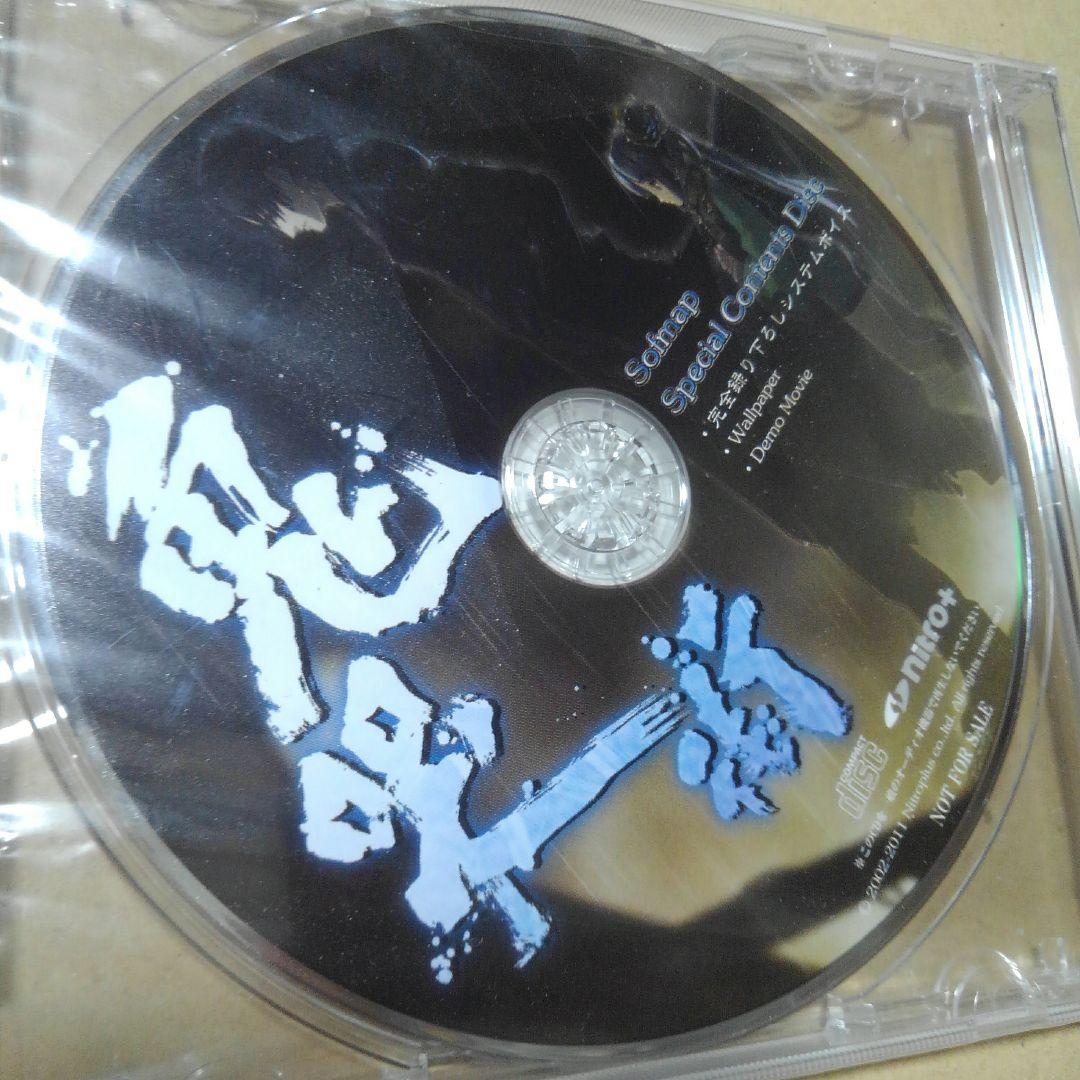 鬼哭街
Sofmap
Special Contents Disc
・完全録り下ろしシステムボイス
・Wallpaper
・Demo Movie
nitro+
COMPACT
disc
© 2002-2011 Nitroplus co., ltd. All rights reserved.
NOT FOR SALE